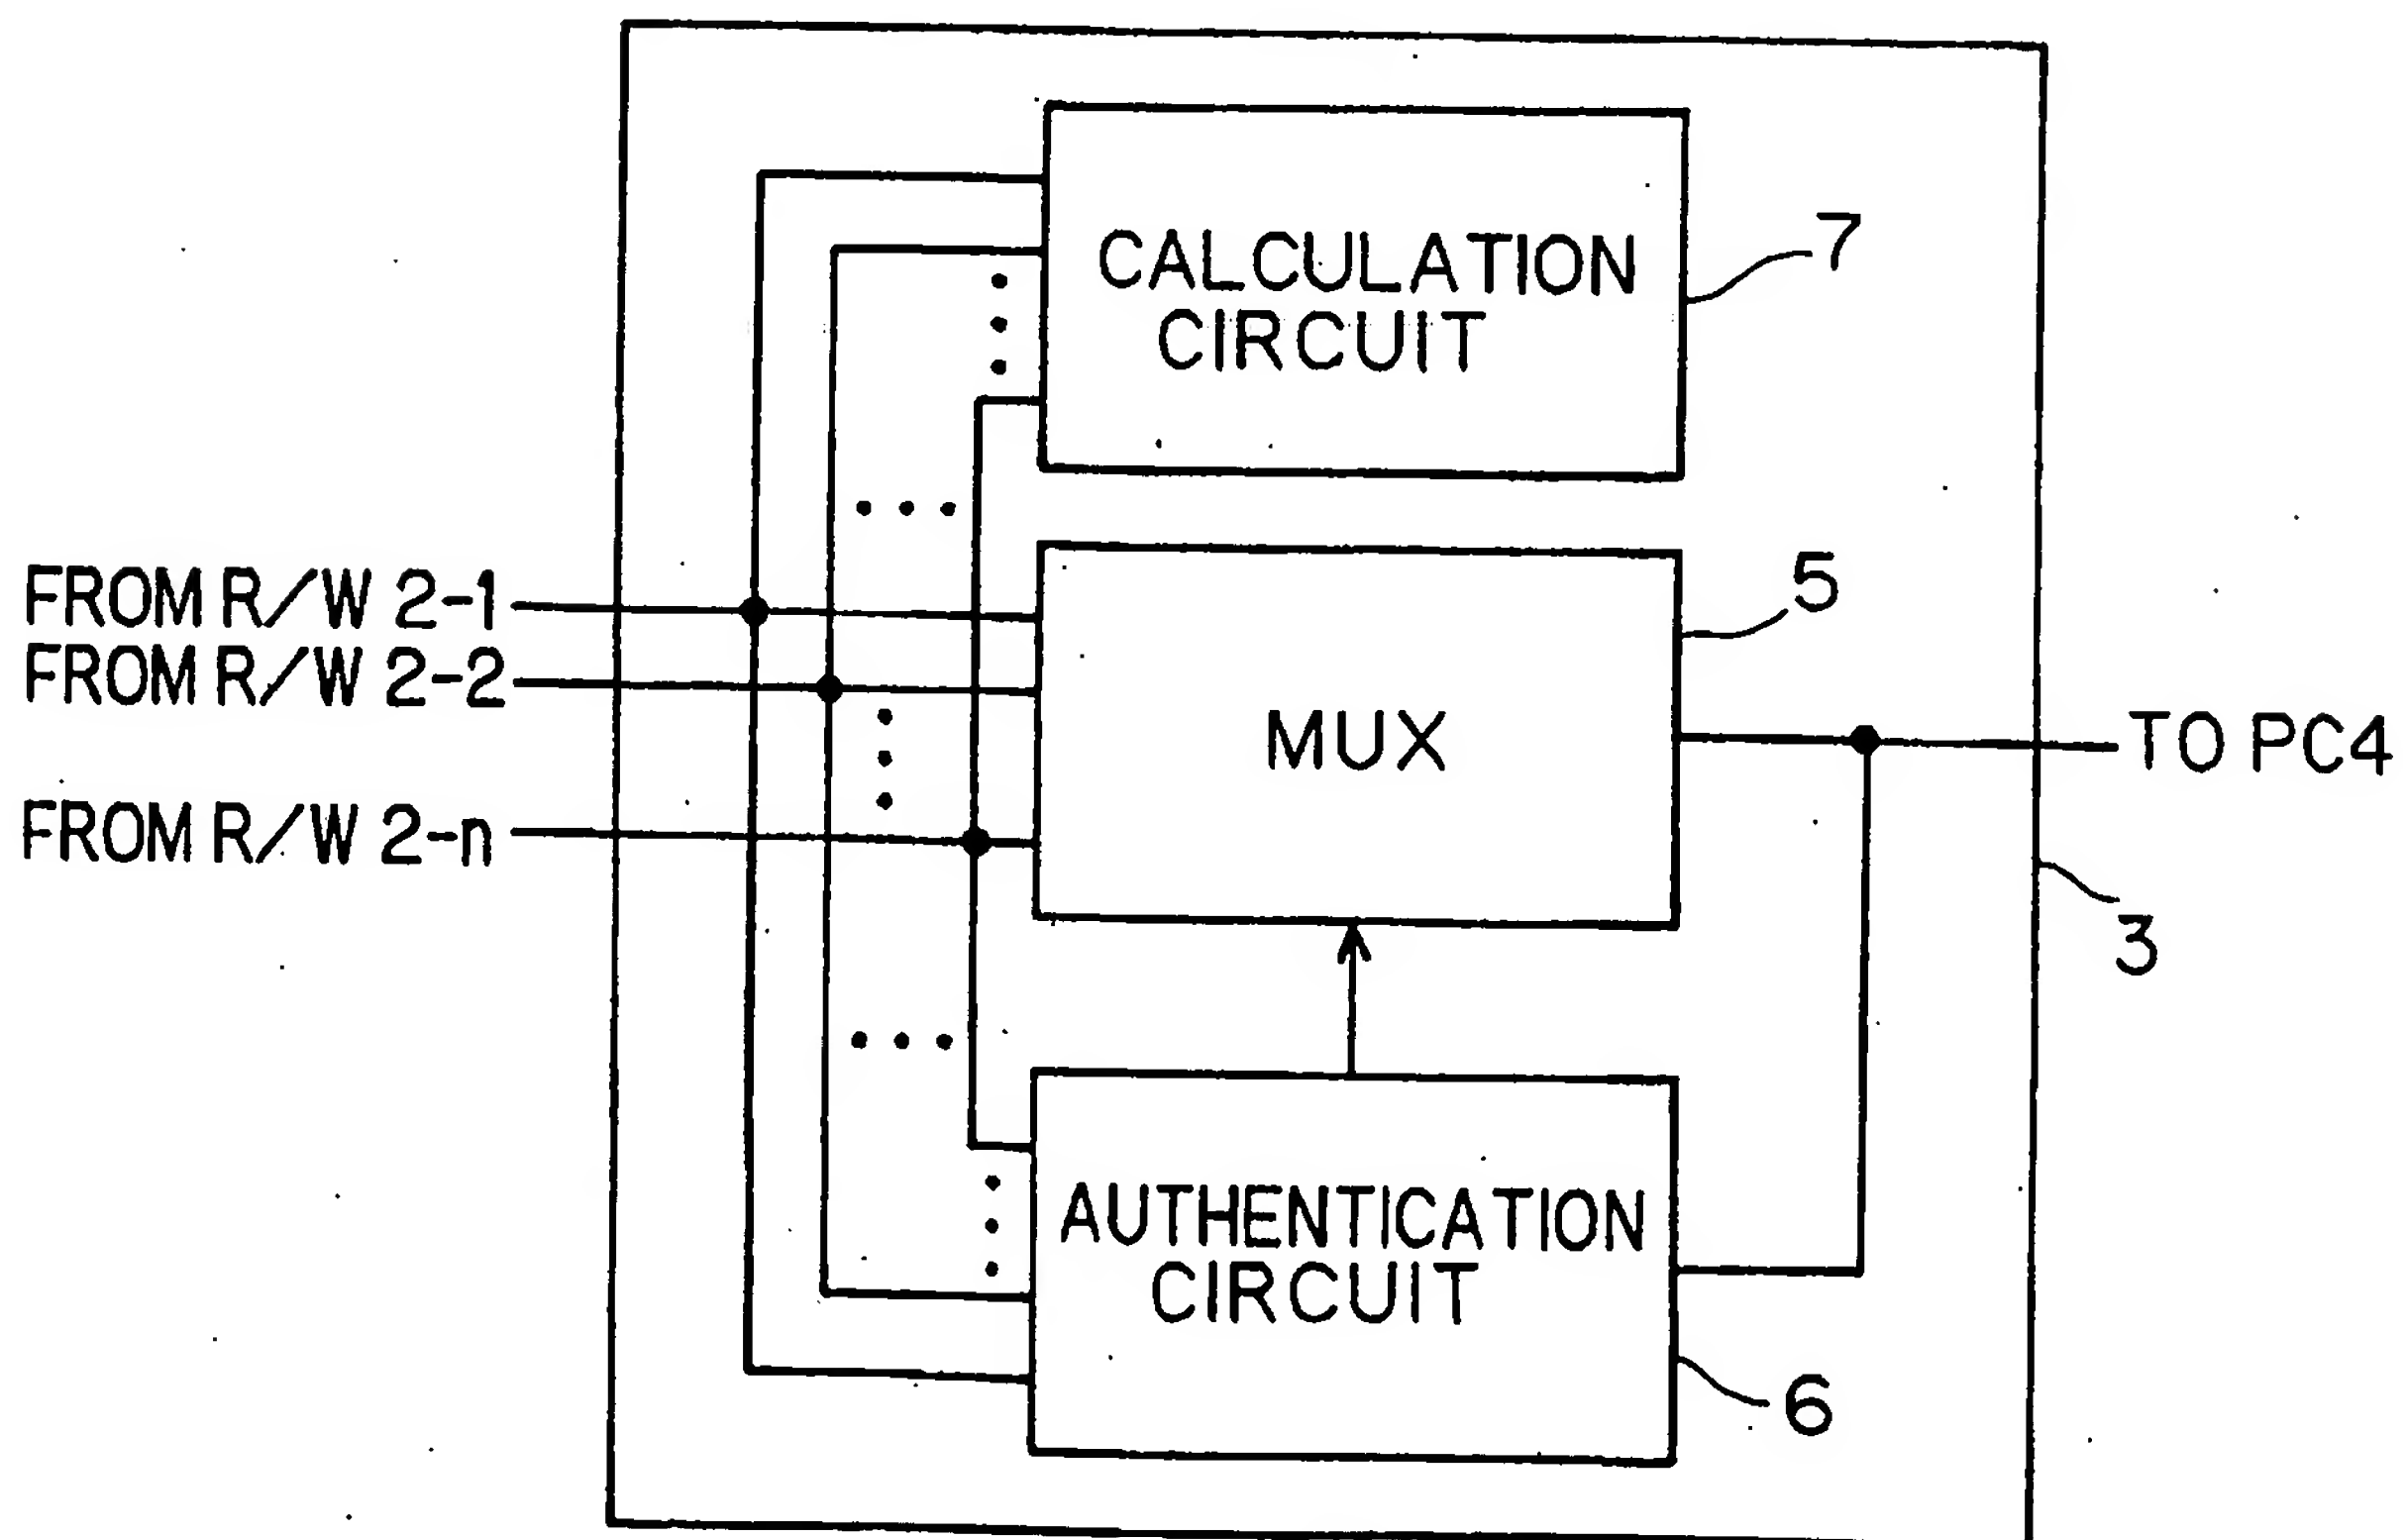 CALCULATION
CIRCUIT
7
FROM R/W 2-1
FROM R/W 2-2
FROM R/W 2-n
MUX
5
TO PC4
3
AUTHENTICATION
CIRCUIT
6